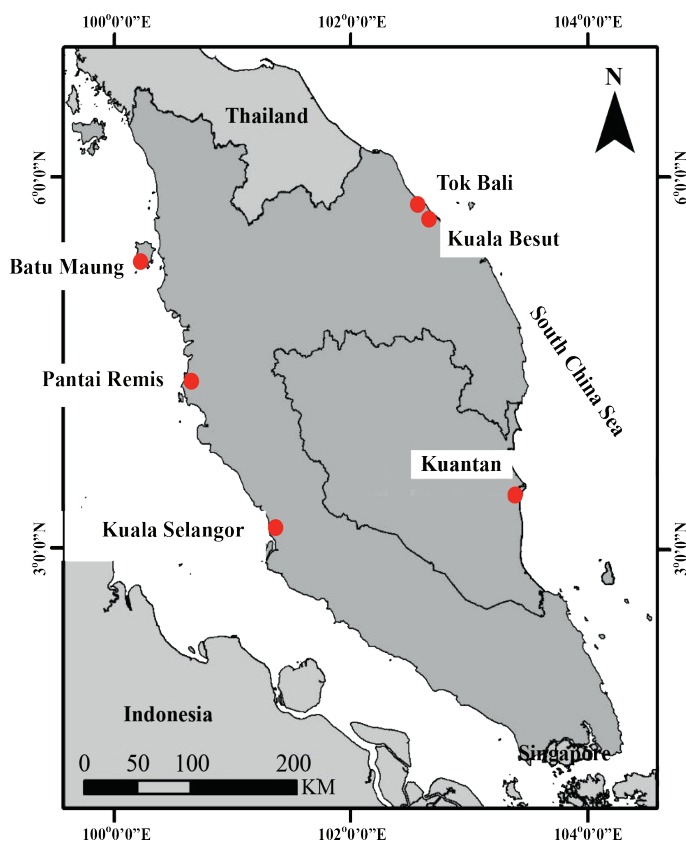 100°0'0"E 102°0'0"E 104°0'0"E
N
Thailand
6°0'0"N
6°0'0"N
Tok Bali
Kuala Besut
Batu Maung
South China Sea
Pantai Remis
Kuantan
Kuala Selangor
3°0'0"N
3°0'0"N
Indonesia
Singapore
0 50 100 200
KM
100°0'0"E 102°0'0"E 104°0'0"E